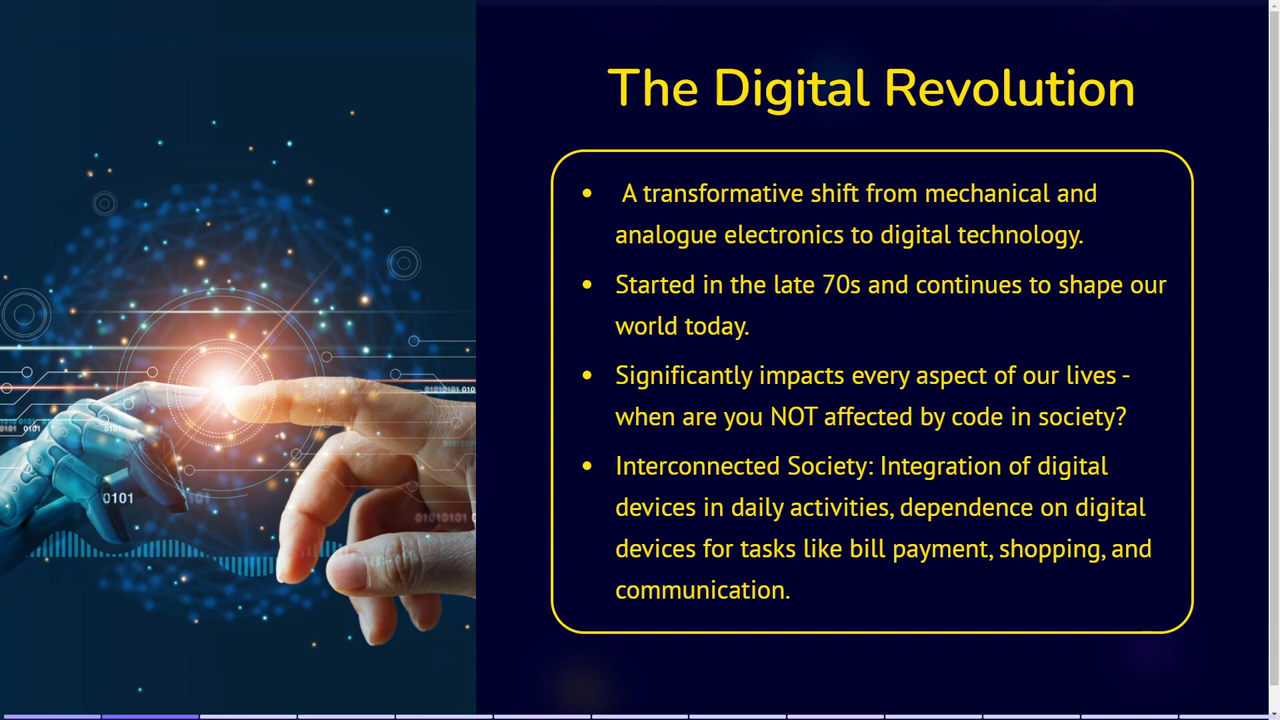 The Digital Revolution
• A transformative shift from mechanical and
analogue electronics to digital technology.
• Started in the late 70s and continues to shape our
world today.
• Significantly impacts every aspect of our lives -
when are you NOT affected by code in society?
• Interconnected Society: Integration of digital
devices in daily activities, dependence on digital
devices for tasks like bill payment, shopping, and
communication.
0101
0101
01010101